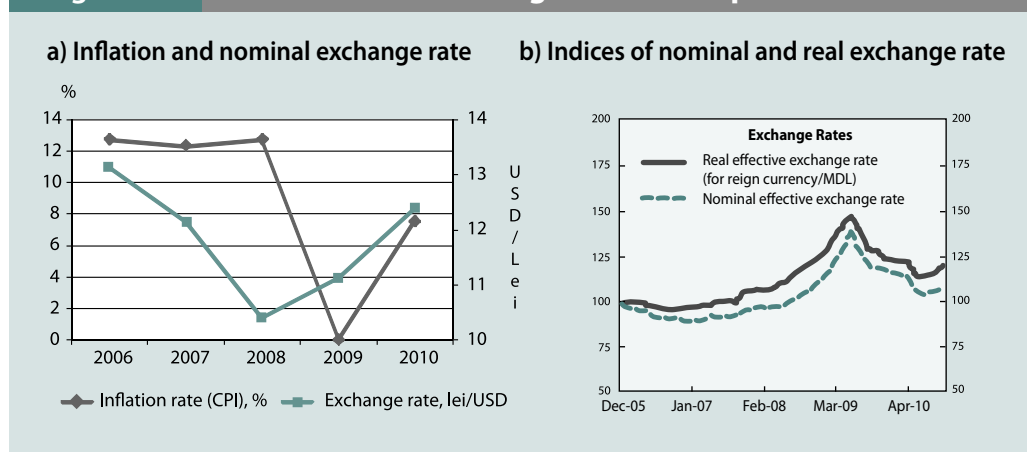 a) Inflation and nominal exchange rate
%
14
12
10
8
6
4
2
0
14
13
12
11
10
U
S
D
/
L
e
i
2006 2007 2008 2009 2010
Inflation rate (CPI), % Exchange rate, lei/USD
b) Indices of nominal and real exchange rate
200
175
150
125
100
75
50
200
175
150
125
100
75
50
Exchange Rates
Real effective exchange rate
(for reign currency/MDL)
Nominal effective exchange rate
Dec-05 Jan-07 Feb-08 Mar-09 Apr-10